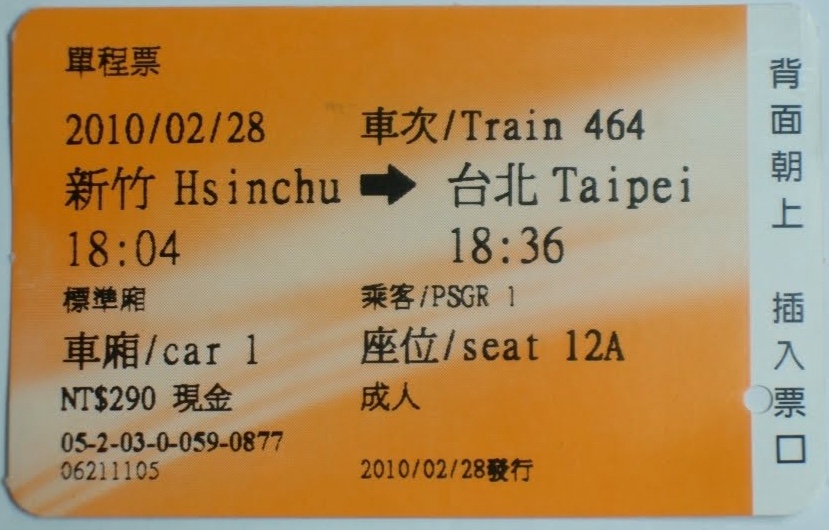 單程票
2010/02/28 車次/Train 464
新竹 Hsinchu ➡ 台北 Taipei
18:04 18:36
標準廂 乘客/PSGR 1
車廂/car 1 座位/seat 12A
NT$290 現金 成人
05-2-03-0-059-0877
06211105 2010/02/28發行
背面朝上 插入票口